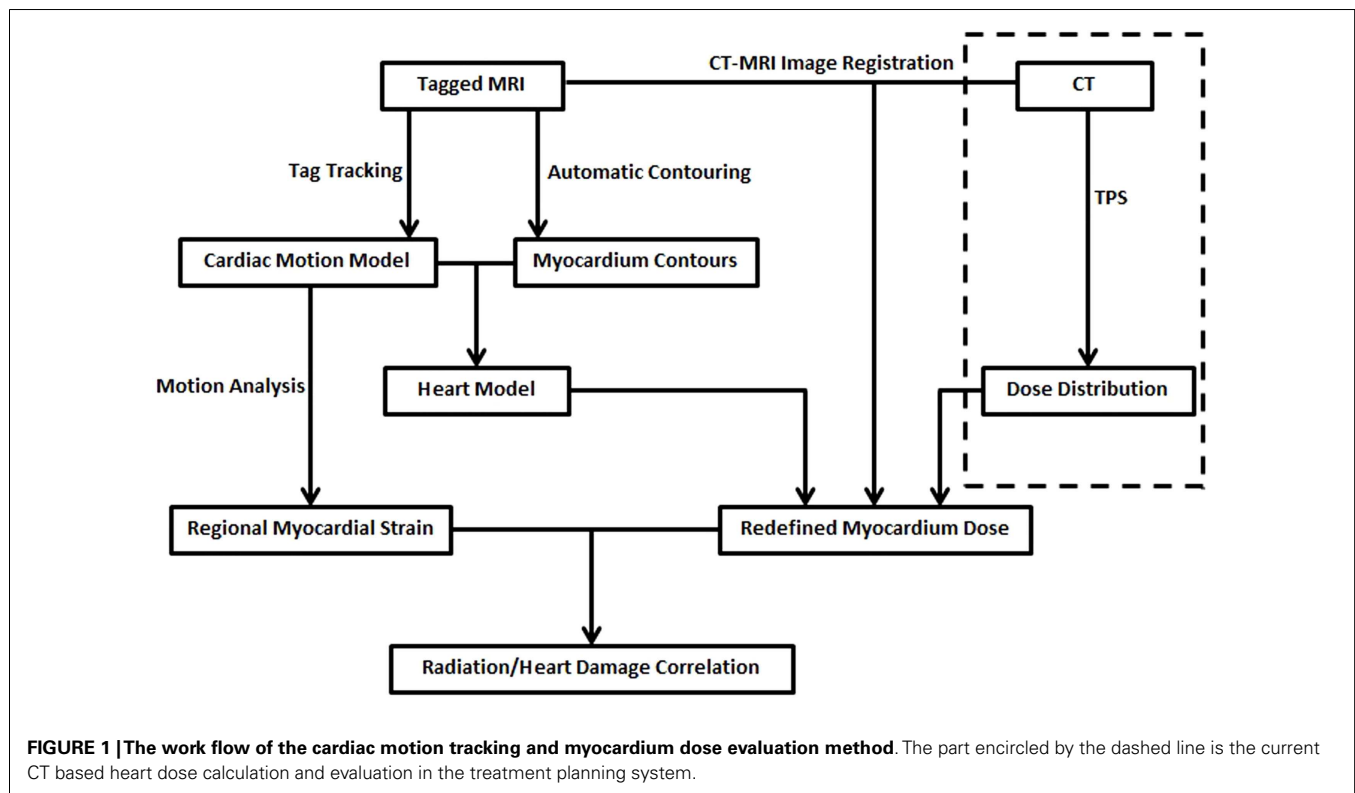 CT-MRI Image Registration
Tagged MRI
CT
Tag Tracking
Automatic Contouring
TPS
Cardiac Motion Model
Myocardium Contours
Motion Analysis
Heart Model
Dose Distribution
Regional Myocardial Strain
Redefined Myocardium Dose
Radiation/Heart Damage Correlation
FIGURE 1 | The work flow of the cardiac motion tracking and myocardium dose evaluation method. The part encircled by the dashed line is the current
CT based heart dose calculation and evaluation in the treatment planning system.